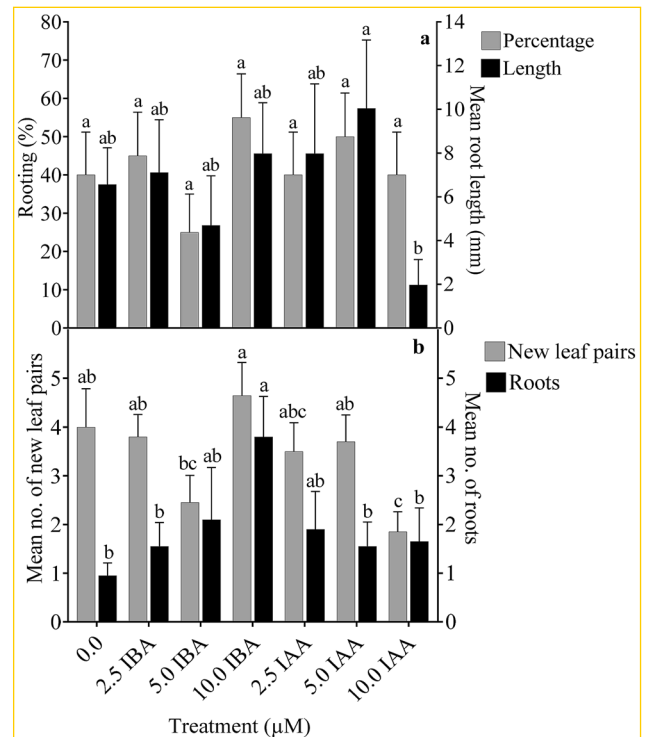 a
Percentage
Length
Rooting (%)
80
70
60
50
40
30
20
10
0
a ab a ab a ab a ab a ab a a a b
14
12
10
8
6
4
2
0
Mean root length (mm)
b
New leaf pairs
Roots
Mean no. of new leaf pairs
5
4
3
2
1
0
ab b ab b bc ab a a abc ab ab b c b
5
4
3
2
1
0
Mean no. of roots
0.0
2.5 IBA
5.0 IBA
10.0 IBA
2.5 IAA
5.0 IAA
10.0 IAA
Treatment (µM)